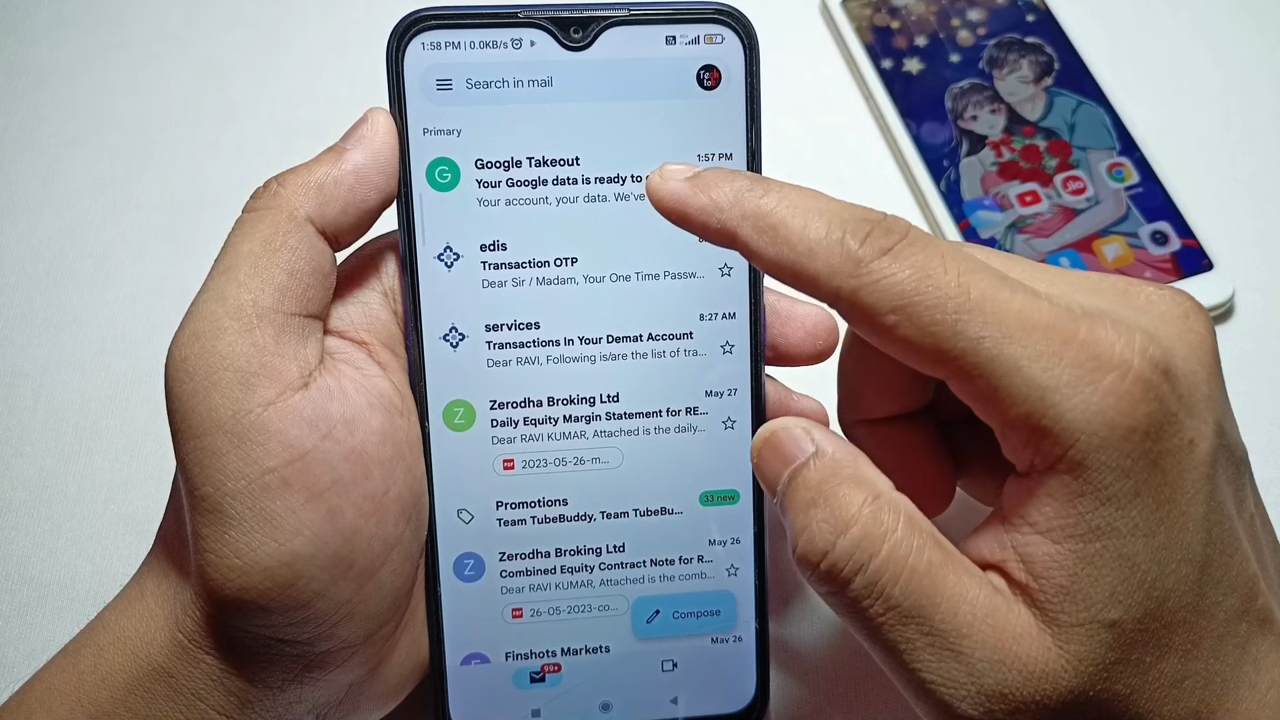 1:58 PM | 0.0KB/s
Search in mail
Tech
Primary
G
Google Takeout
1:57 PM
Your Google data is ready to
Your account, your data. We've
edis
Transaction OTP
Dear Sir / Madam, Your One Time Passw...
services
8:27 AM
Transactions In Your Demat Account
Dear RAVI, Following is/are the list of tra...
Z
Zerodha Broking Ltd
May 27
Daily Equity Margin Statement for RE...
Dear RAVI KUMAR, Attached is the daily...
PDF
2023-05-26-m...
Promotions
33 new
Team TubeBuddy, Team TubeBu...
Z
Zerodha Broking Ltd
May 26
Combined Equity Contract Note for R...
Dear RAVI KUMAR, Attached is the comb...
PDF
26-05-2023-co...
Compose
Finshots Markets
May 26
99+
Jio